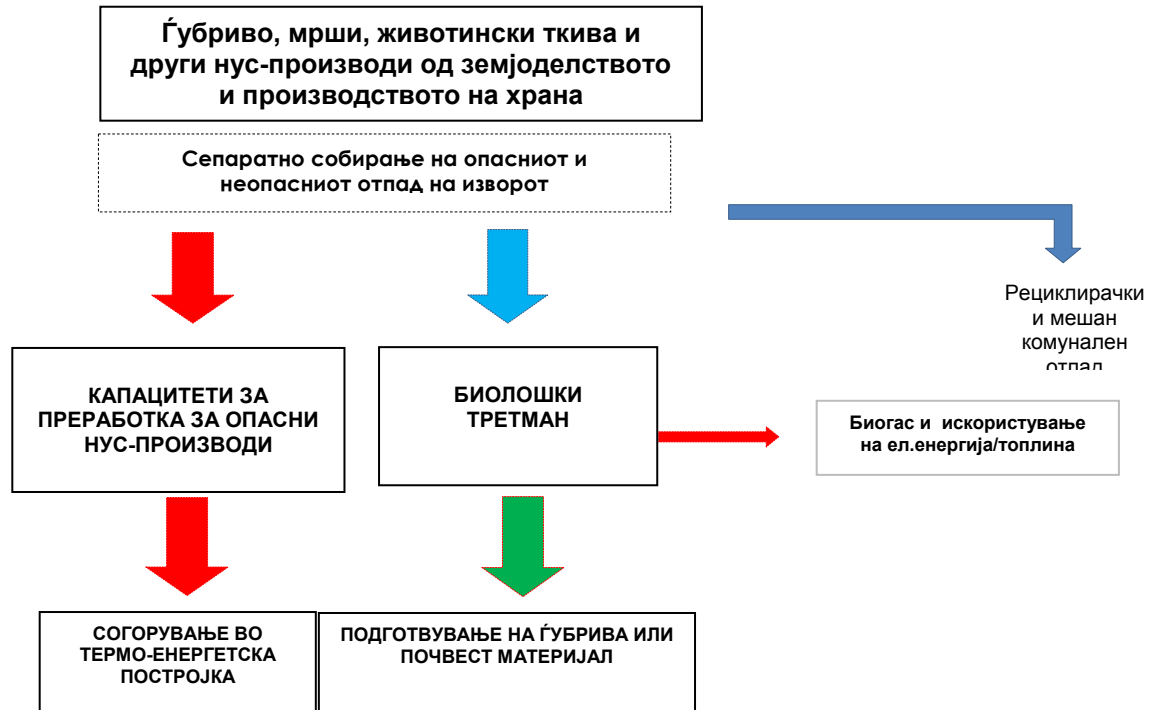 Ѓубриво, мрши, животински ткива и
други нус-производи од земјоделството
и производството на храна
Сепаратно собирање на опасниот и
неопасниот отпад на изворот
Рециклирачки
и мешан
комунален
отпад
КАПАЦИТЕТИ ЗА
ПРЕРАБОТКА ЗА ОПАСНИ
НУС-ПРОИЗВОДИ
БИОЛОШКИ
ТРЕТМАН
Биогас и искористување
на ел.енергија/топлина
СОГОРУВАЊЕ ВО
ТЕРМО-ЕНЕРГЕТСКА
ПОСТРОЈКА
ПОДГОТВУВАЊЕ НА ЃУБРИВА ИЛИ
ПОЧВЕСТ МАТЕРИЈАЛ